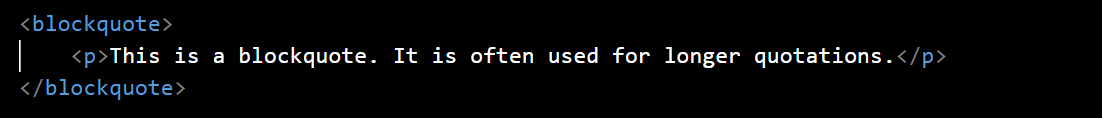 <blockquote>
    <p>This is a blockquote. It is often used for longer quotations.</p>
</blockquote>